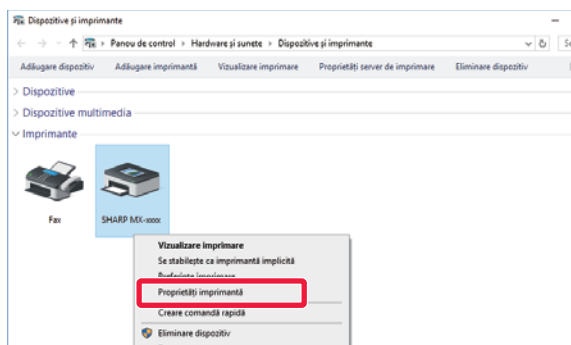 Dispozitive și imprimante
Panou de control > Hardware și sunete > Dispozitive și imprimante
Adăugare dispozitiv Adăugare imprimantă Vizualizare imprimare Proprietăți server de imprimare Eliminare dispozitiv
Dispozitive
Dispozitive multimedia
Imprimante
Fax SHARP MX-xxxx
Vizualizare imprimare
Se stabilește ca imprimantă implicită
Preferințe imprimare
Proprietăți imprimantă
Creare comandă rapidă
Eliminare dispozitiv